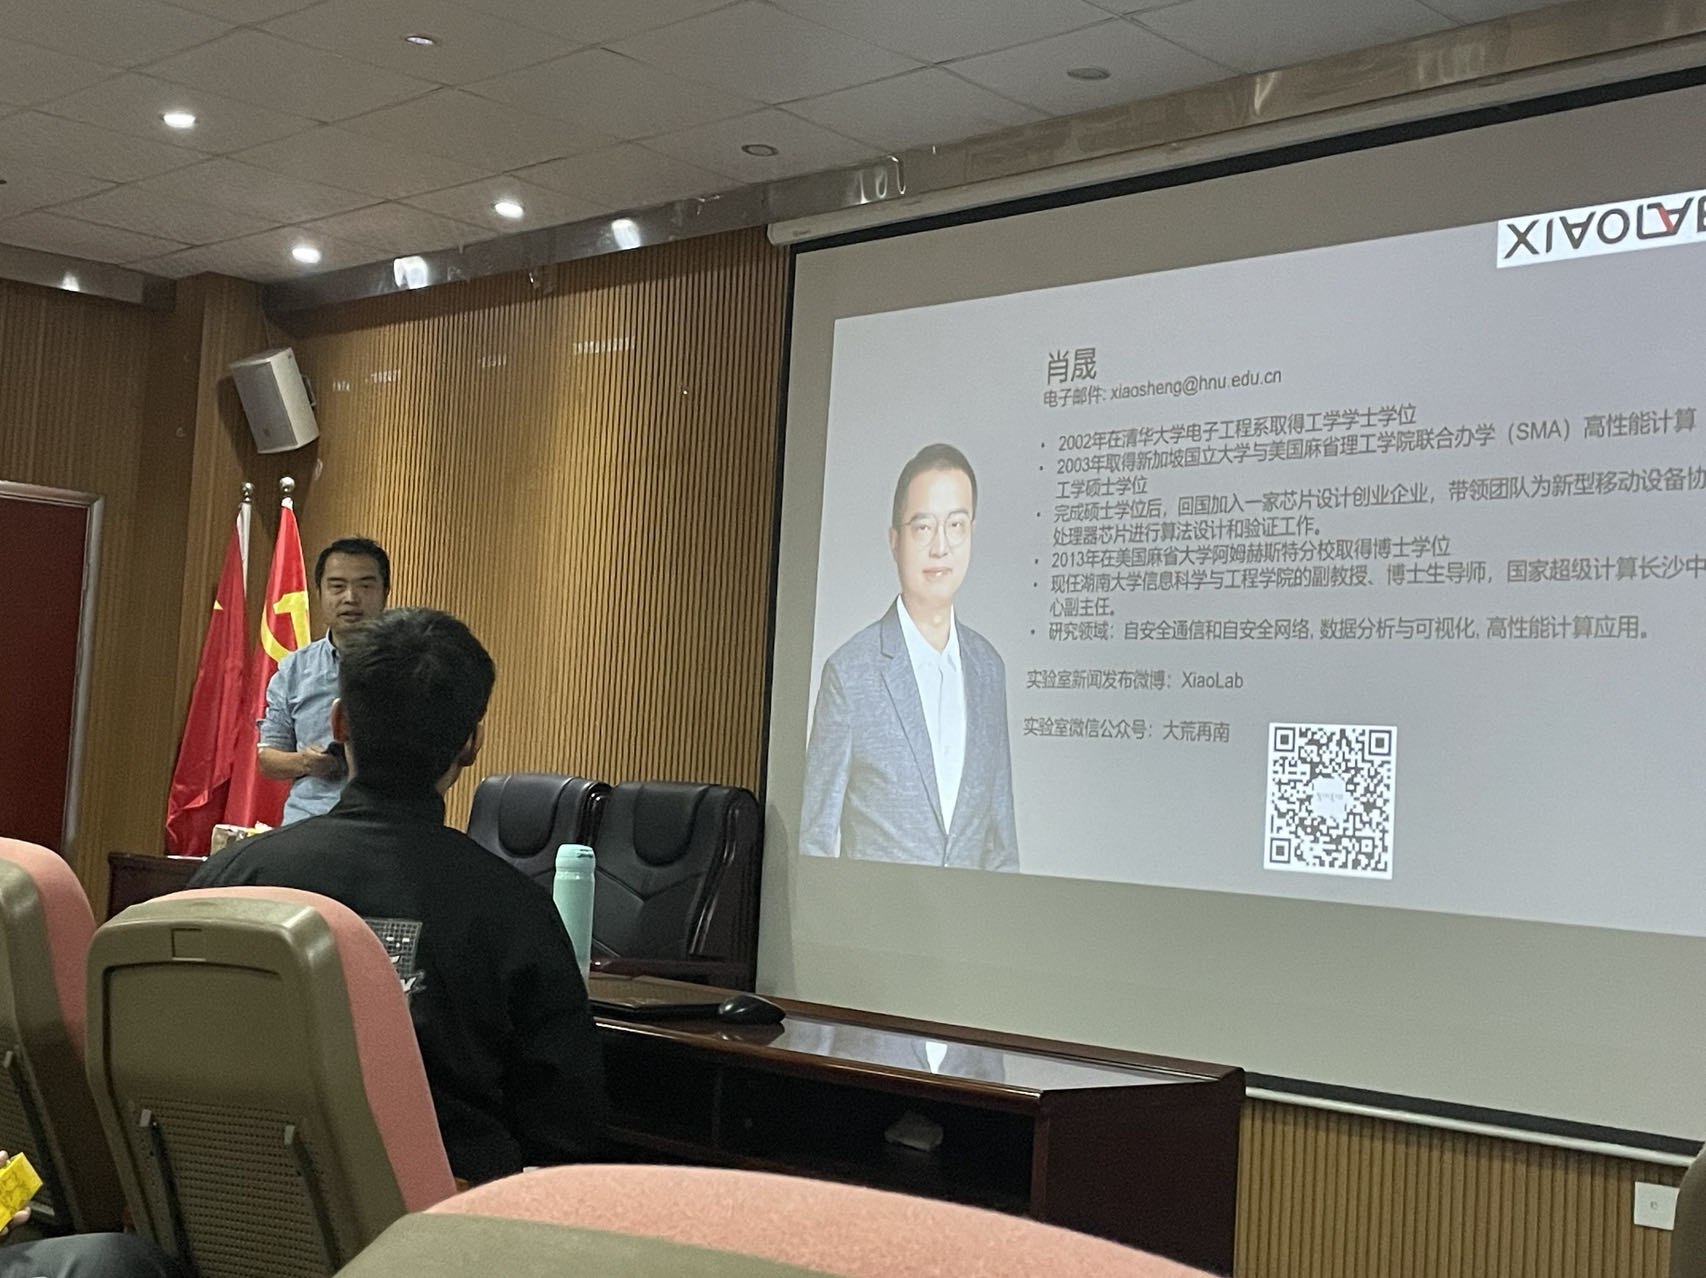 XIAOLAB
肖晟
电子邮件: xiaosheng@hnu.edu.cn
• 2002年在清华大学电子工程系取得工学学士学位
• 2003年取得新加坡国立大学与美国麻省理工学院联合办学（SMA）高性能计算
工学硕士学位
• 完成硕士学位后，回国加入一家芯片设计创业企业，带领团队为新型移动设备协
处理器芯片进行算法设计和验证工作。
• 2013年在美国麻省大学阿姆赫斯特分校取得博士学位
• 现任湖南大学信息科学与工程学院的副教授、博士生导师，国家超级计算长沙中
心副主任。
• 研究领域：自安全通信和自安全网络, 数据分析与可视化, 高性能计算应用。
实验室新闻发布微博：XiaoLab
实验室微信公众号：大荒再南